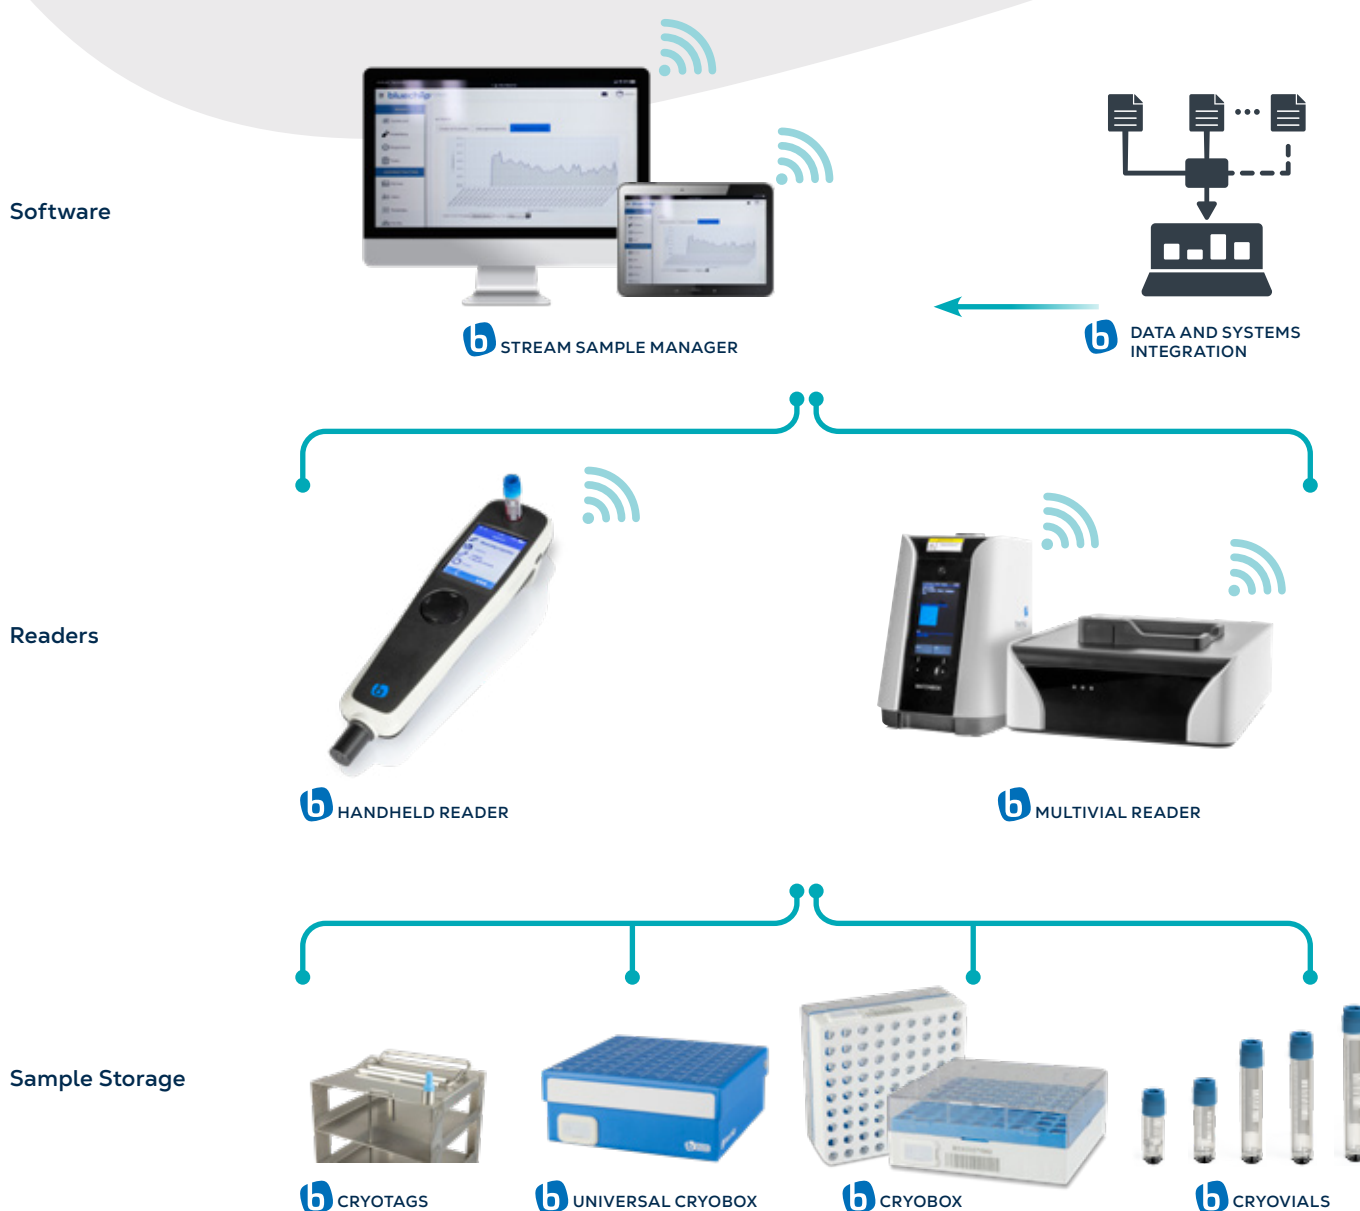 bluechiip
Software
STREAM SAMPLE MANAGER
DATA AND SYSTEMS
INTEGRATION
Readers
HANDHELD READER
MULTIVIAL READER
Sample Storage
CRYOTAGS
UNIVERSAL CRYOBOX
CRYOBOX
CRYOVIALS